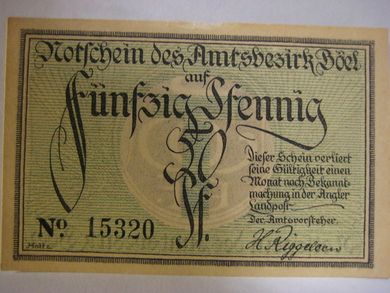 Notschein des Amtsbezirk Böel
auf
Fünfzig Pfennig
50
Pf.
Dieser Schein verliert
seine Gültigkeit einen
Monat nach Bekannt-
machung in der Angler
Landpost.
Der Amtsvorsteher
H. Riggelsen
No 15320